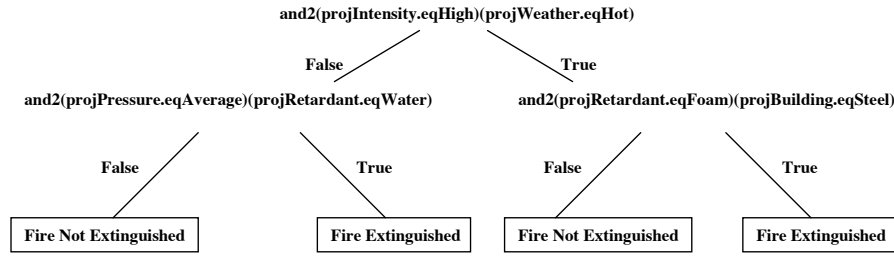 and2(projIntensity.eqHigh)(projWeather.eqHot)
False
True
and2(projPressure.eqAverage)(projRetardant.eqWater)
and2(projRetardant.eqFoam)(projBuilding.eqSteel)
False
True
False
True
Fire Not Extinguished
Fire Extinguished
Fire Not Extinguished
Fire Extinguished